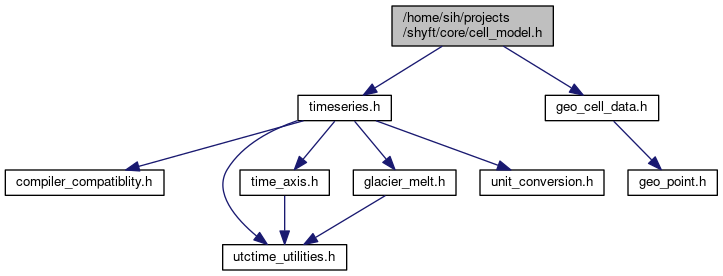 /home/sih/projects
/shyft/core/cell_model.h
timeseries.h
geo_cell_data.h
compiler_compatiblity.h
time_axis.h
glacier_melt.h
unit_conversion.h
geo_point.h
utctime_utilities.h